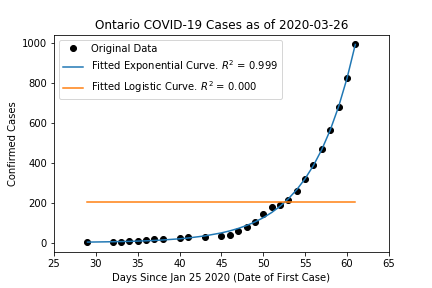 Ontario COVID-19 Cases as of 2020-03-26
Original Data
Fitted Exponential Curve. R² = 0.999
Fitted Logistic Curve. R² = 0.000
Confirmed Cases
1000
800
600
400
200
0
25 30 35 40 45 50 55 60 65
Days Since Jan 25 2020 (Date of First Case)